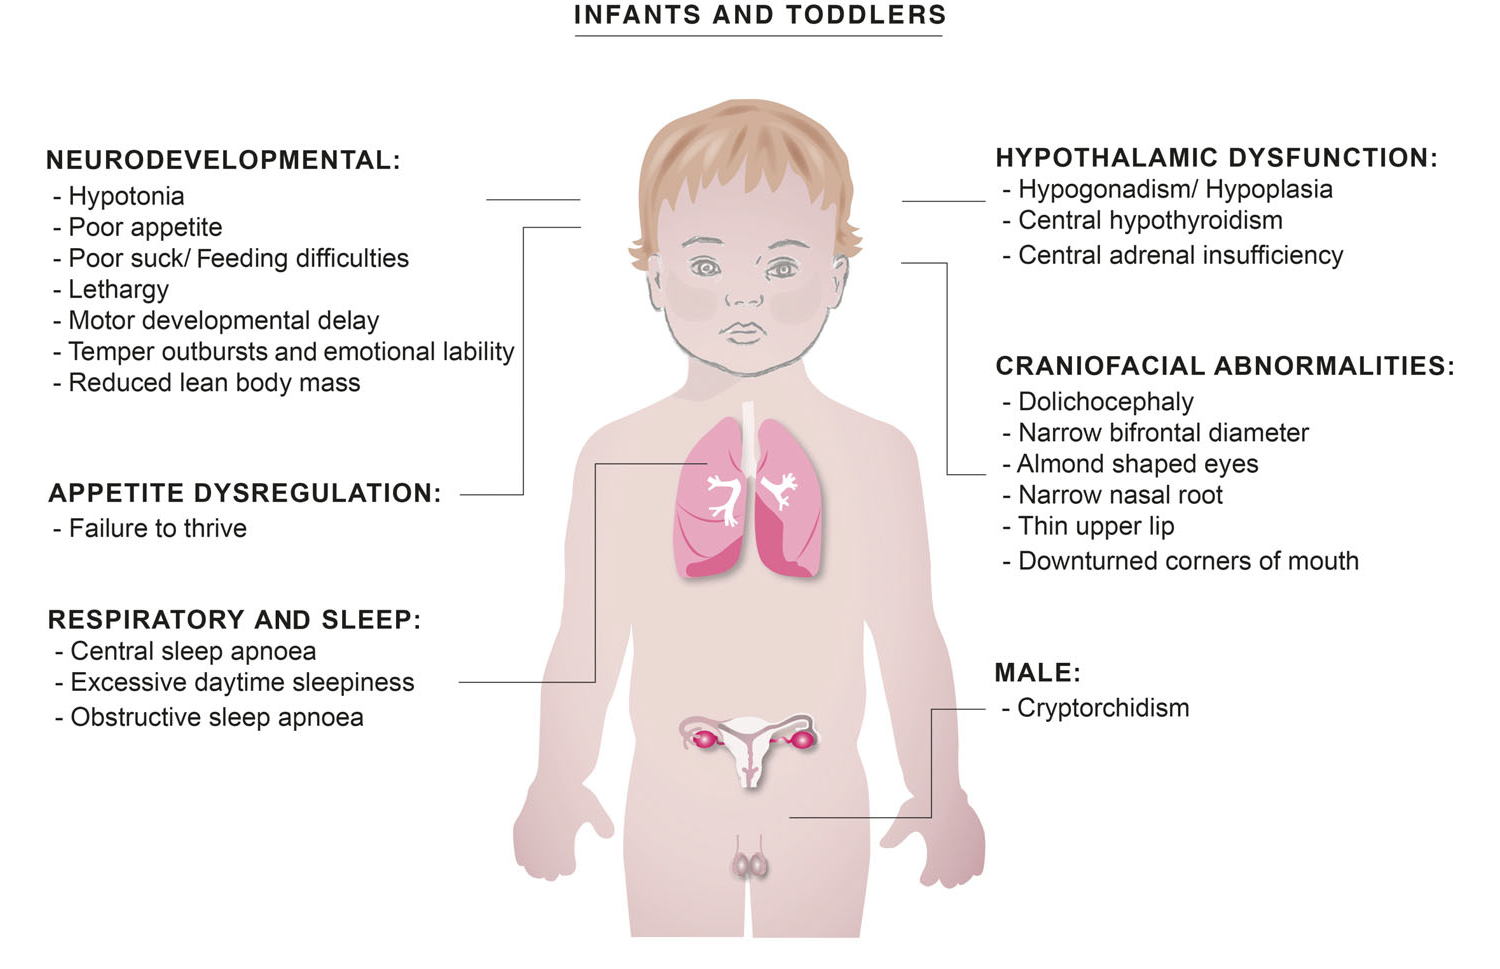 INFANTS AND TODDLERS
NEURODEVELOPMENTAL:
- Hypotonia
- Poor appetite
- Poor suck/ Feeding difficulties
- Lethargy
- Motor developmental delay
- Temper outbursts and emotional lability
- Reduced lean body mass
APPETITE DYSREGULATION:
- Failure to thrive
RESPIRATORY AND SLEEP:
- Central sleep apnoea
- Excessive daytime sleepiness
- Obstructive sleep apnoea
HYPOTHALAMIC DYSFUNCTION:
- Hypogonadism/ Hypoplasia
- Central hypothyroidism
- Central adrenal insufficiency
CRANIOFACIAL ABNORMALITIES:
- Dolichocephaly
- Narrow bifrontal diameter
- Almond shaped eyes
- Narrow nasal root
- Thin upper lip
- Downturned corners of mouth
MALE:
- Cryptorchidism